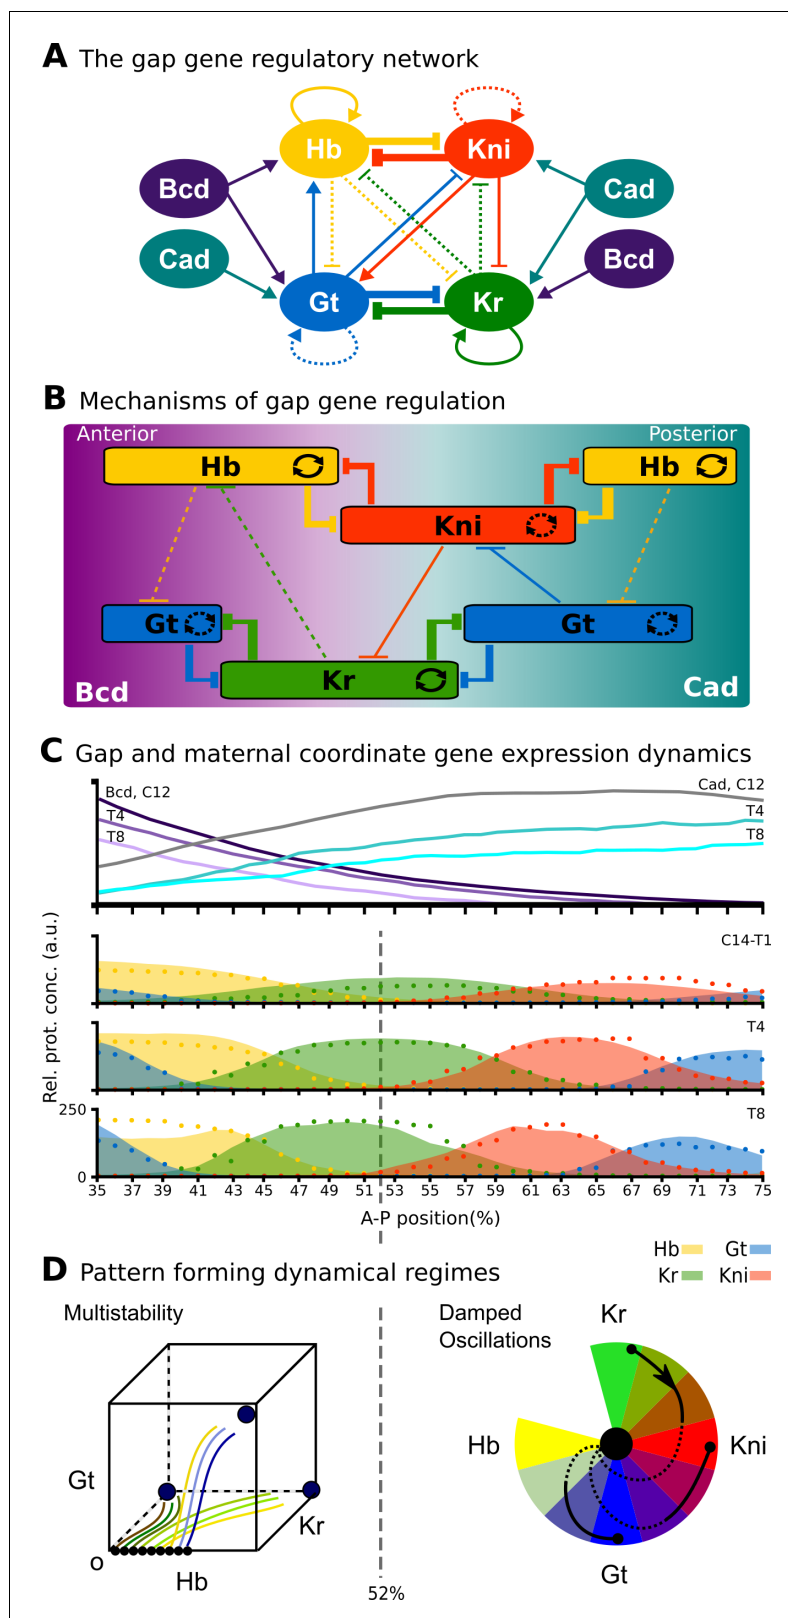 A The gap gene regulatory network
Hb Kni
Bcd Cad
Cad Bcd
Gt Kr
B Mechanisms of gap gene regulation
Anterior Posterior
Hb Hb
Kni
Gt Gt
Kr
Bcd Cad
C Gap and maternal coordinate gene expression dynamics
Bcd, C12 Cad, C12
T4 T4
T8 T8
Rel. prot. conc. (a.u.)
C14-T1
T4
250 T8
0
35 37 39 41 43 45 47 49 51 53 55 57 59 61 63 65 67 69 71 73 75
A-P position(%)
Hb Gt
Kr Kni
D Pattern forming dynamical regimes
Multistability Damped
Oscillations
Kr
Hb Kni
Gt
Kr
o
Hb
Gt
52%